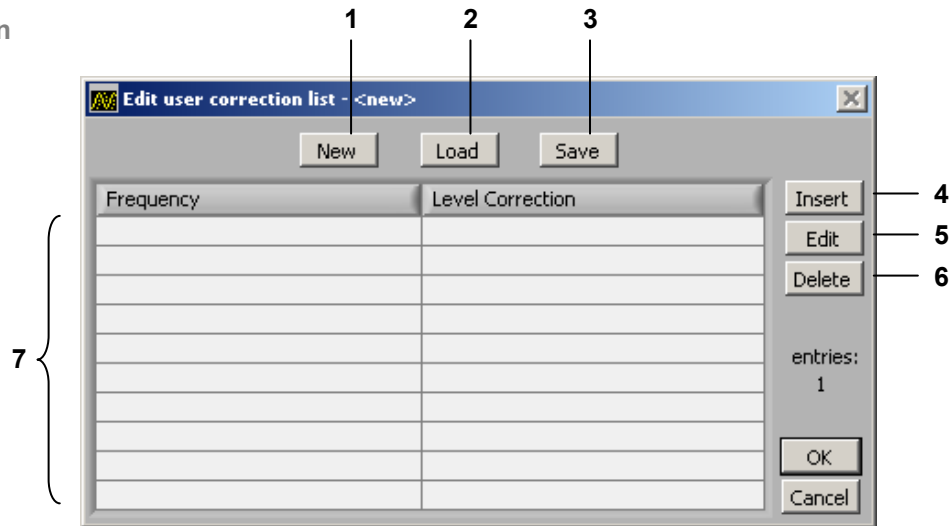 n
1 2 3
Edit user correction list - <new>
New Load Save
Frequency Level Correction
Insert 4
Edit 5
Delete 6
7
entries:
1
OK
Cancel